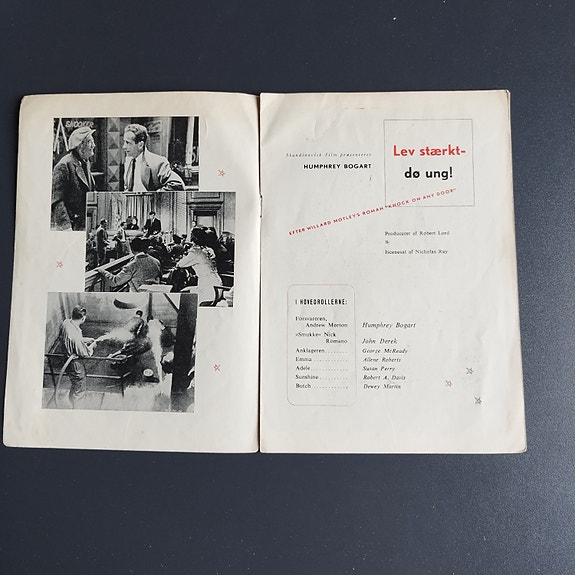 SNOOKER
Skandinavisk Film præsenterer
HUMPHREY BOGART
i
Lev stærkt-
dø ung!
EFTER WILLARD MOTLEY'S ROMAN "KNOCK ON ANY DOOR"
Produceret af Robert Lord
&
Iscenesat af Nicholas Ray
I HOVEDROLLERNE:
Forsvareren,
Andrew Morton Humphrey Bogart
»Smukke« Nick
Romano John Derek
Anklageren........ George McReady
Emma ........... Allene Roberts
Adele ........... Susan Perry
Sunshine ......... Robert A. Davis
Butch ........... Dewey Martin